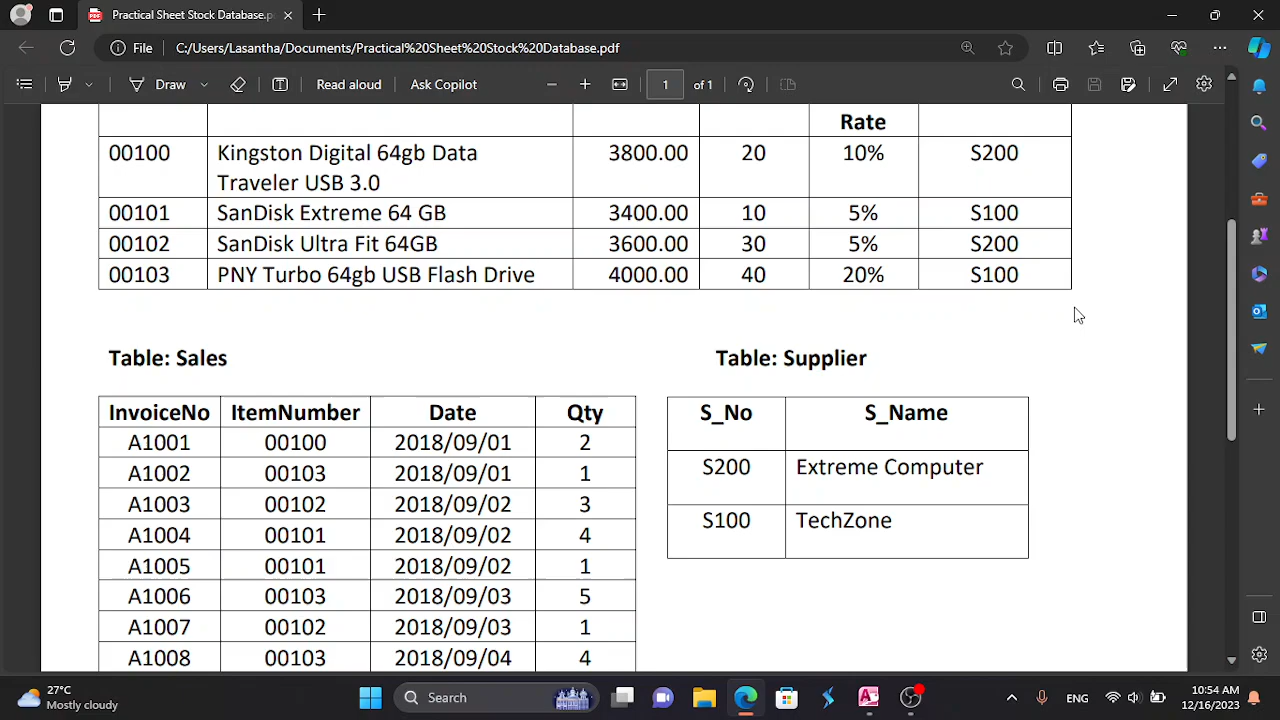 Practical Sheet Stock Database.p
File C:/Users/Lasantha/Documents/Practical%20Sheet%20Stock%20Database.pdf
Draw Read aloud Ask Copilot 1 of 1
Rate
00100 Kingston Digital 64gb Data Traveler USB 3.0 3800.00 20 10% S200
00101 SanDisk Extreme 64 GB 3400.00 10 5% S100
00102 SanDisk Ultra Fit 64GB 3600.00 30 5% S200
00103 PNY Turbo 64gb USB Flash Drive 4000.00 40 20% S100
Table: Sales
InvoiceNo ItemNumber Date Qty
A1001 00100 2018/09/01 2
A1002 00103 2018/09/01 1
A1003 00102 2018/09/02 3
A1004 00101 2018/09/02 4
A1005 00101 2018/09/02 1
A1006 00103 2018/09/03 5
A1007 00102 2018/09/03 1
A1008 00103 2018/09/04 4
Table: Supplier
S_No S_Name
S200 Extreme Computer
S100 TechZone
27°C
Mostly cloudy
Search
ENG
10:54 AM
12/16/2023